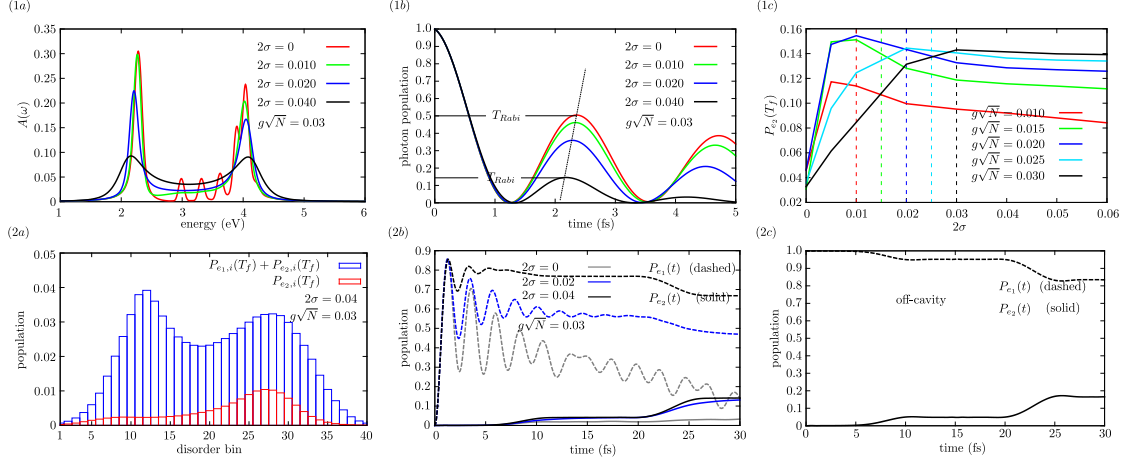 (1a)
A(ω)
0.35
0.30
0.25
0.20
0.15
0.10
0.05
0.00
1 2 3 4 5 6
energy (eV)
2σ = 0
2σ = 0.010
2σ = 0.020
2σ = 0.040
g√N = 0.03
(1b)
photon population
1
0.9
0.8
0.7
0.6
0.5
0.4
0.3
0.2
0.1
0
0 1 2 3 4 5
time (fs)
2σ = 0
2σ = 0.010
2σ = 0.020
2σ = 0.040
g√N = 0.03
T_Rabi
T_Rabi
(1c)
P_e₂(T_f)
0.16
0.14
0.12
0.10
0.08
0.06
0.04
0.02
0 0.01 0.02 0.03 0.04 0.05 0.06
2σ
g√N = 0.010
g√N = 0.015
g√N = 0.020
g√N = 0.025
g√N = 0.030
(2a)
population
0.05
0.04
0.03
0.02
0.01
0
1 5 10 15 20 25 30 35 40
disorder bin
P_e₁,i(T_f) + P_e₂,i(T_f)
P_e₂,i(T_f)
2σ = 0.04
g√N = 0.03
(2b)
population
0.9
0.8
0.7
0.6
0.5
0.4
0.3
0.2
0.1
0
0 5 10 15 20 25 30
time (fs)
2σ = 0
2σ = 0.02
2σ = 0.04
P_e₁(t) (dashed)
P_e₂(t) (solid)
g√N = 0.03
(2c)
population
1.0
0.9
0.8
0.7
0.6
0.5
0.4
0.3
0.2
0.1
0
0 5 10 15 20 25 30
time (fs)
off-cavity
P_e₁(t) (dashed)
P_e₂(t) (solid)